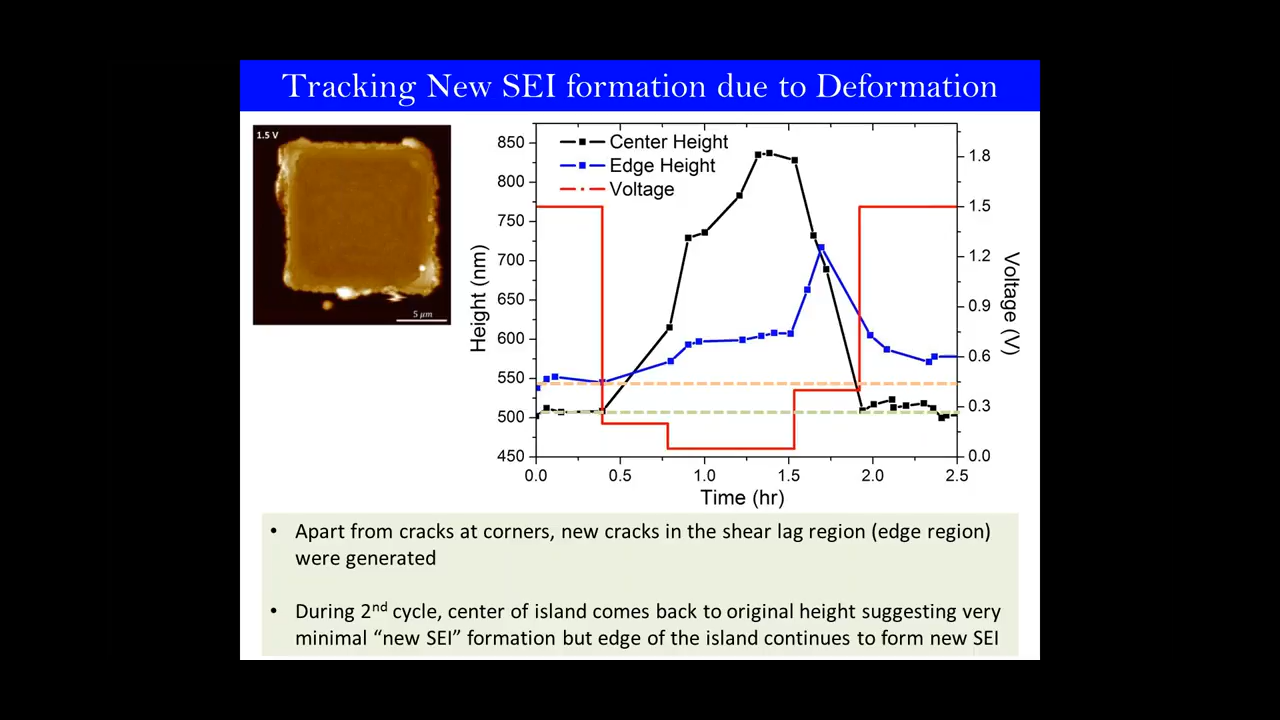 Tracking New SEI formation due to Deformation
1.5 V
5 μm
Center Height
Edge Height
Voltage
850
800
750
700
650
600
550
500
450
Height (nm)
1.8
1.5
1.2
0.9
0.6
0.3
0.0
Voltage (V)
0.0 0.5 1.0 1.5 2.0 2.5
Time (hr)
• Apart from cracks at corners, new cracks in the shear lag region (edge region)
were generated
• During 2nd cycle, center of island comes back to original height suggesting very
minimal “new SEI” formation but edge of the island continues to form new SEI